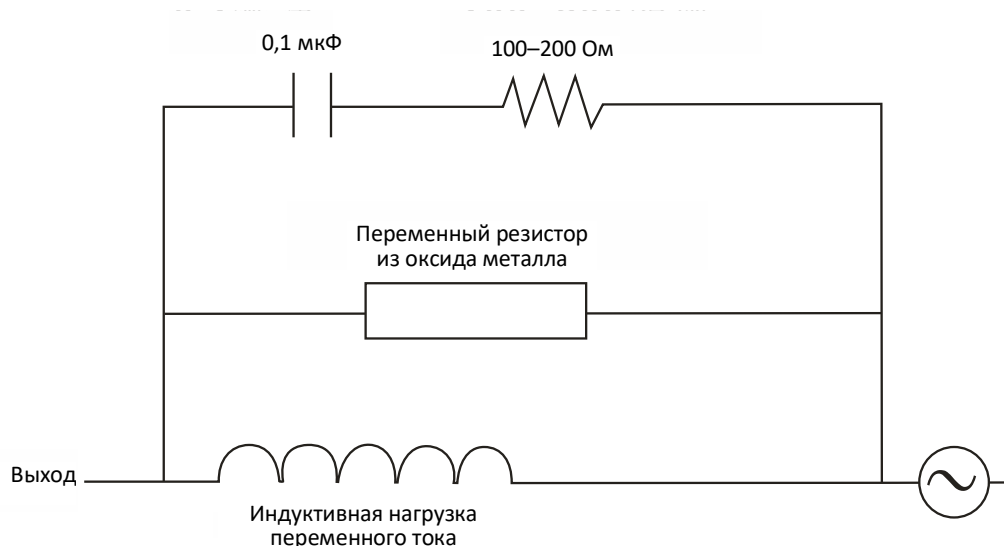 0,1 мкФ
100–200 Ом
Переменный резистор
из оксида металла
Выход
Индуктивная нагрузка
переменного тока